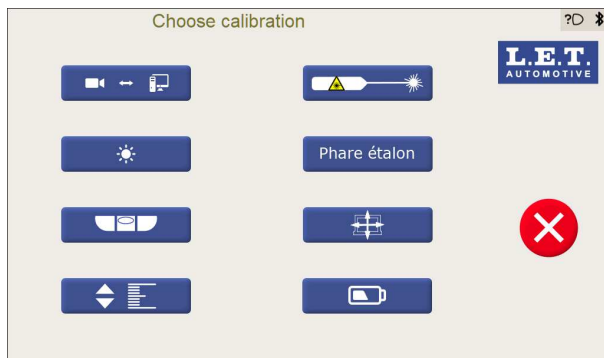 Choose calibration
?
L.E.T.
AUTOMOTIVE
Phare étalon